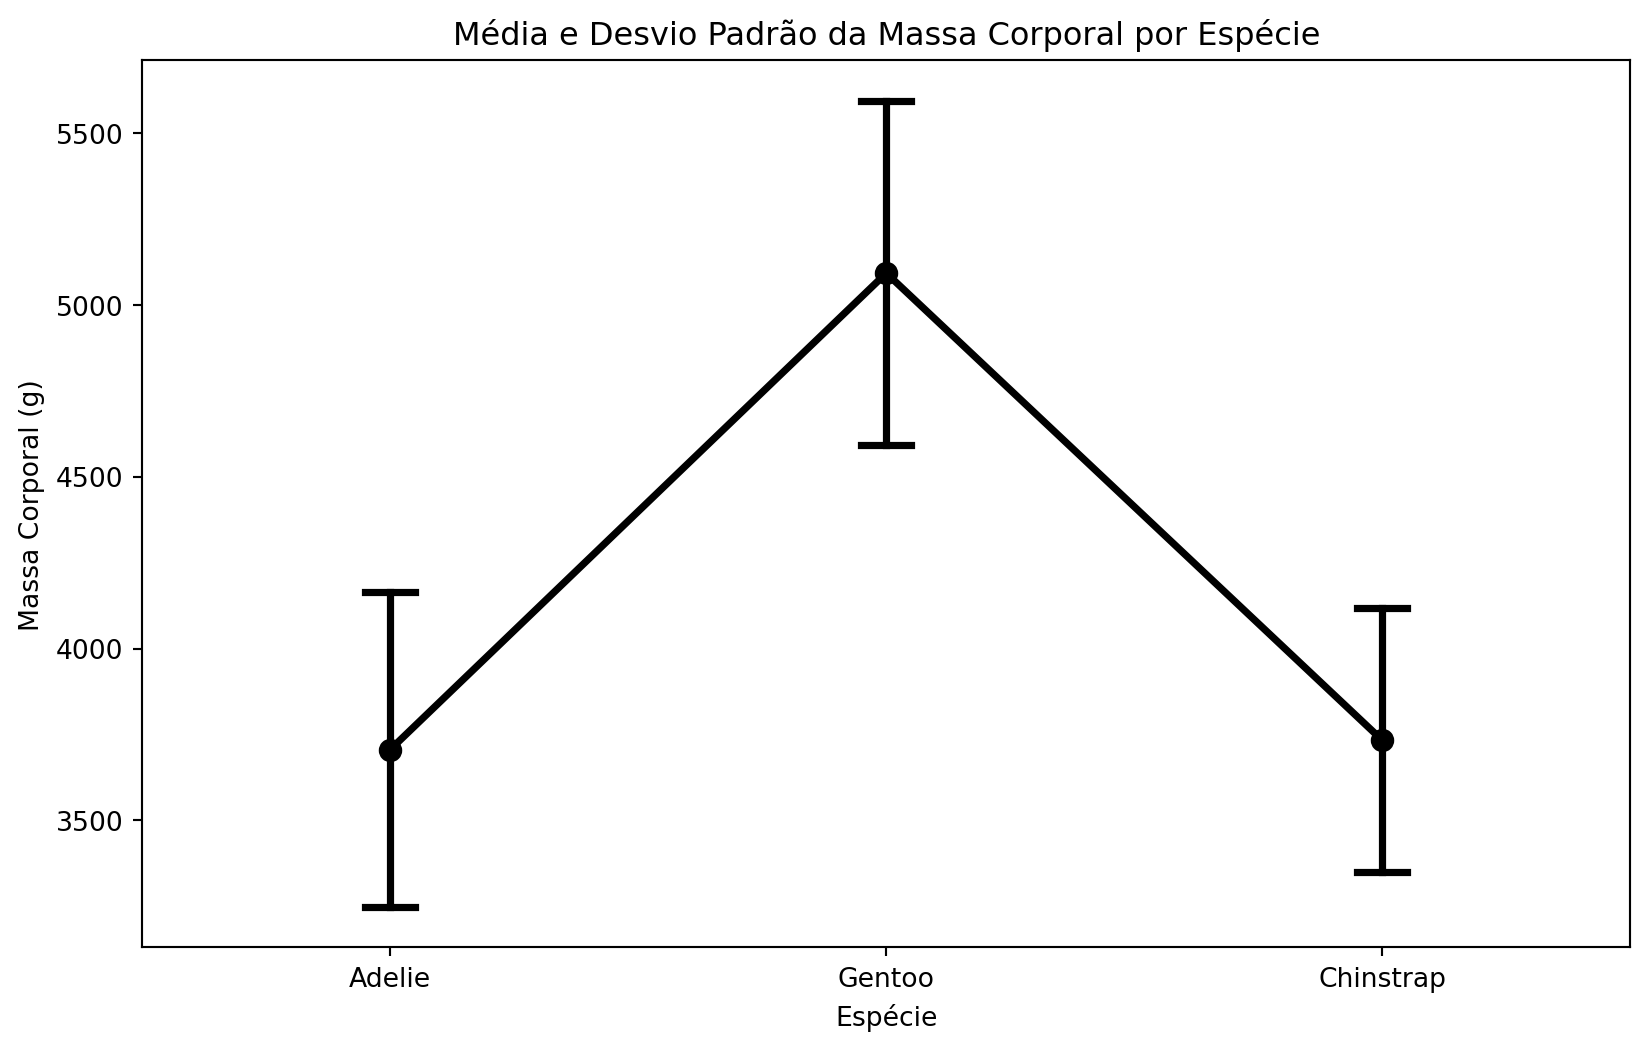 Média e Desvio Padrão da Massa Corporal por Espécie
5500
5000
4500
4000
3500
Massa Corporal (g)
Adelie
Gentoo
Chinstrap
Espécie